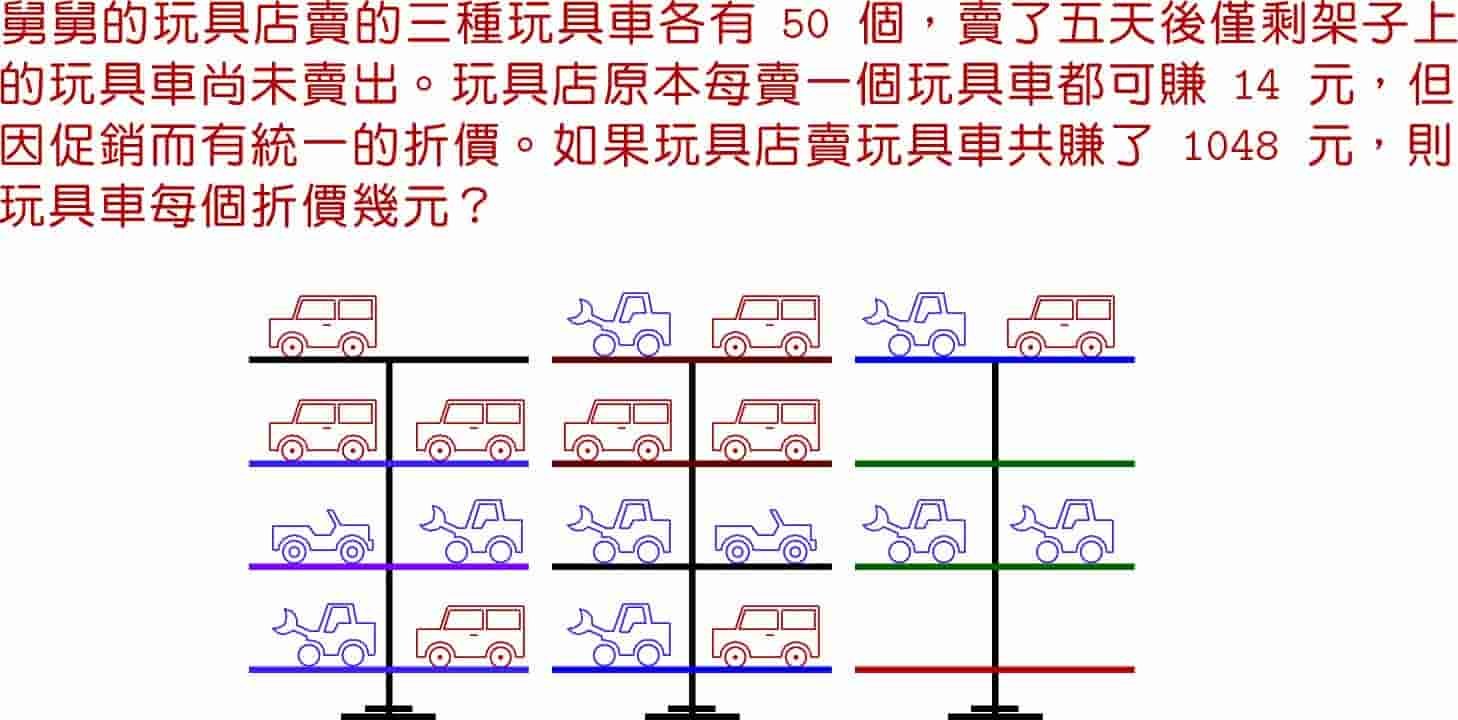 舅舅的玩具店賣的三種玩具車各有 50 個，賣了五天後僅剩架子上
的玩具車尚未賣出。玩具店原本每賣一個玩具車都可賺 14 元，但
因促銷而有統一的折價。如果玩具店賣玩具車共賺了 1048 元，則
玩具車每個折價幾元？